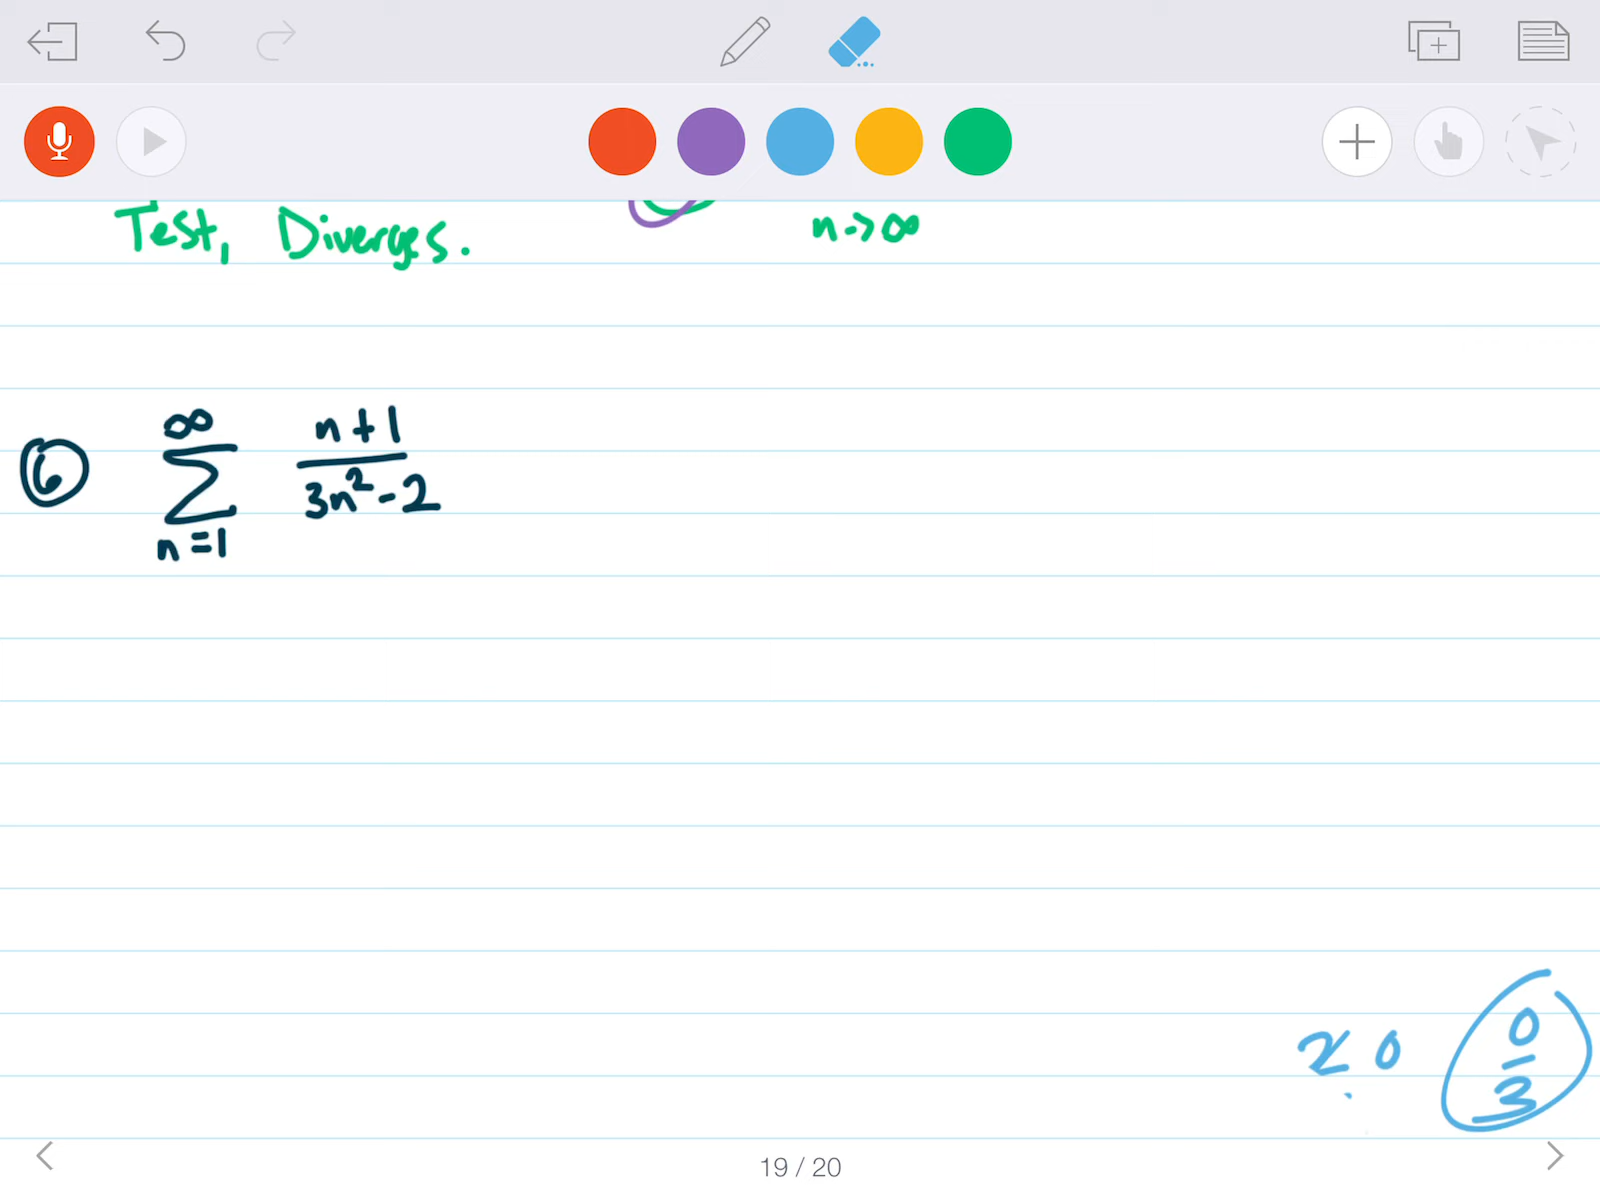 Test, Diverges.
n->∞
6
∞
Σ
n=1
n+1
3n²-2
0
0
3
19 / 20